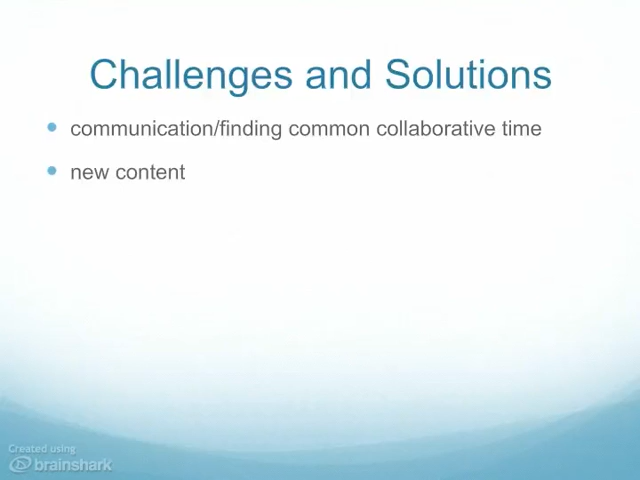 Challenges and Solutions
communication/finding common collaborative time
new content
Created using
brainshark